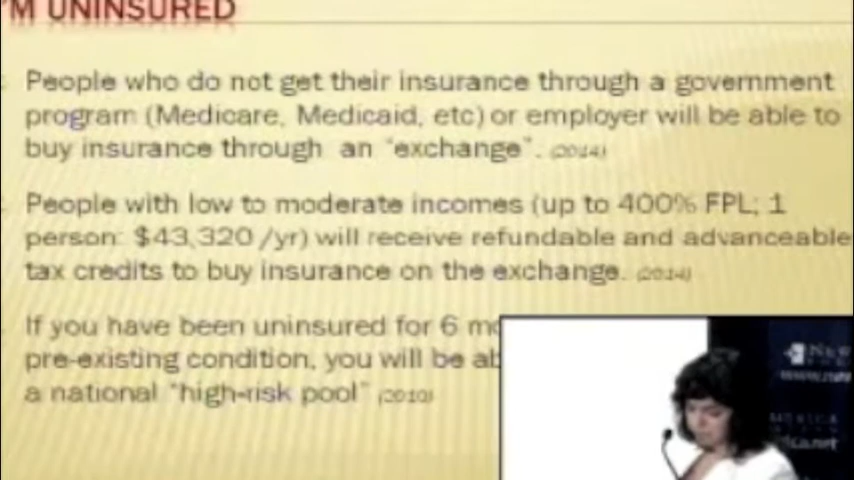 'M UNINSURED
People who do not get their insurance through a government
program (Medicare, Medicaid, etc) or employer will be able to
buy insurance through an "exchange". (2014)
People with low to moderate incomes (up to 400% FPL; 1
person: $43,320 /yr) will receive refundable and advanceable
tax credits to buy insurance on the exchange. (2014)
If you have been uninsured for 6 mo
pre-existing condition, you will be ab
a national "high-risk pool" (2010)